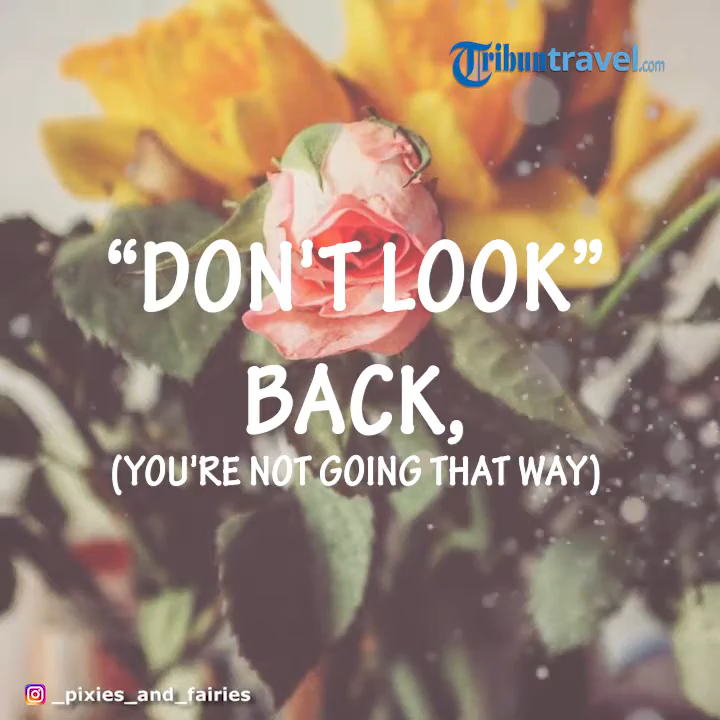 Tribuntravel.com
“DON'T LOOK”
BACK,
(YOU'RE NOT GOING THAT WAY)
_pixies_and_fairies